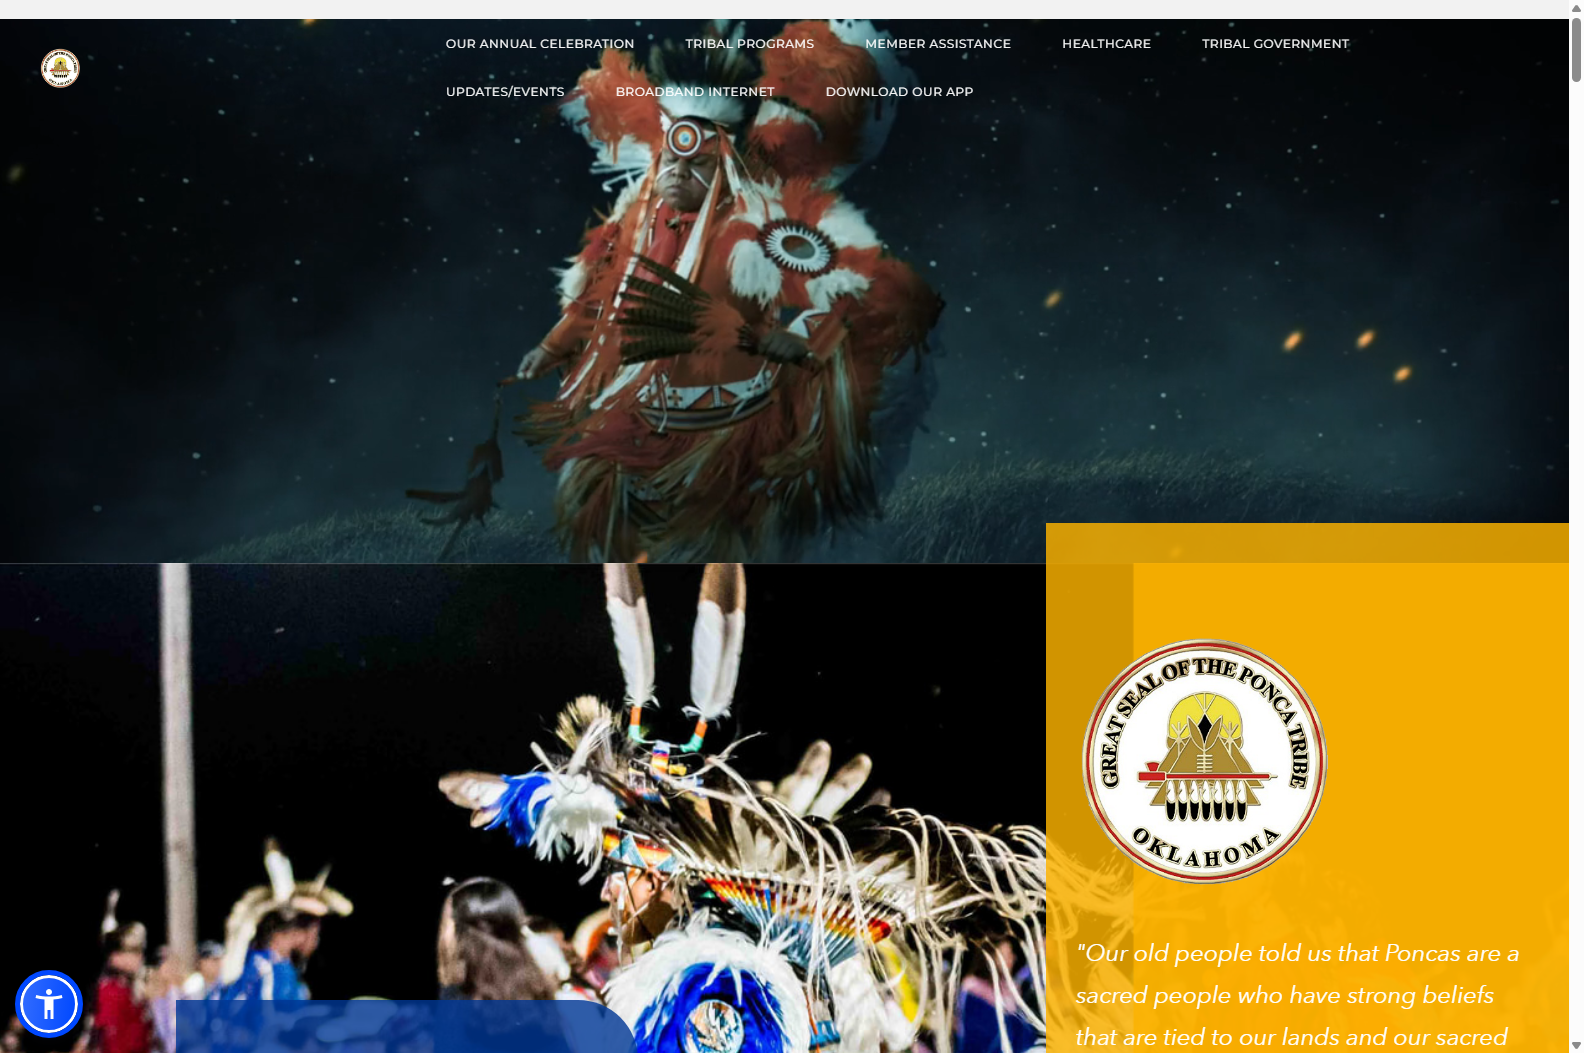 OUR ANNUAL CELEBRATION TRIBAL PROGRAMS MEMBER ASSISTANCE HEALTHCARE TRIBAL GOVERNMENT
UPDATES/EVENTS BROADBAND INTERNET DOWNLOAD OUR APP
GREAT SEAL OF THE PONCA TRIBE
OKLAHOMA
"Our old people told us that Poncas are a
sacred people who have strong beliefs
that are tied to our lands and our sacred